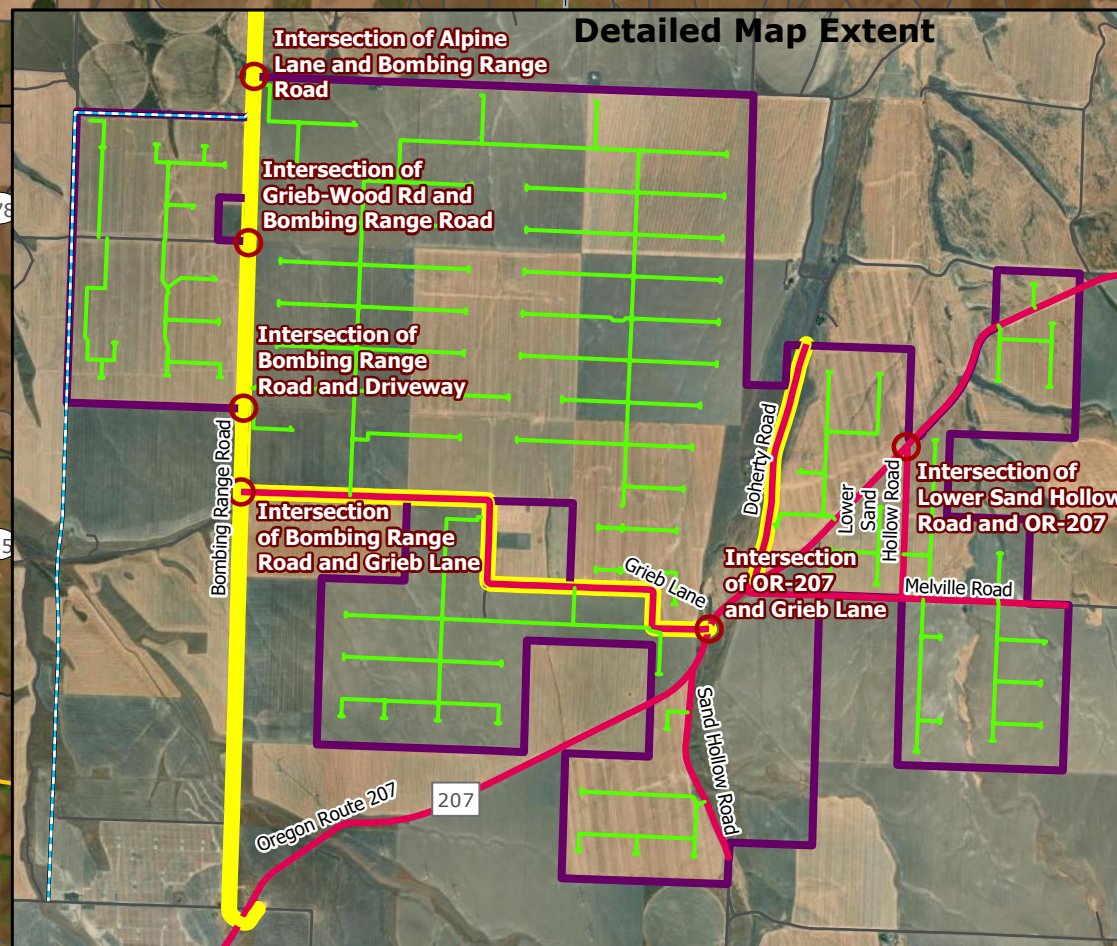 Detailed Map Extent
Intersection of Alpine
Lane and Bombing Range
Road
Intersection of
Grieb-Wood Rd and
Bombing Range Road
Intersection of
Bombing Range
Road and Driveway
Bombing Range Road
Intersection
of Bombing Range
Road and Grieb Lane
Doherty Road
Lower
Sand
Hollow Road
Intersection of
Lower Sand Hollow
Road and OR-207
Grieb Lane
Intersection
of OR-207
and Grieb Lane
Melville Road
Sand Hollow Road
Oregon Route 207
207